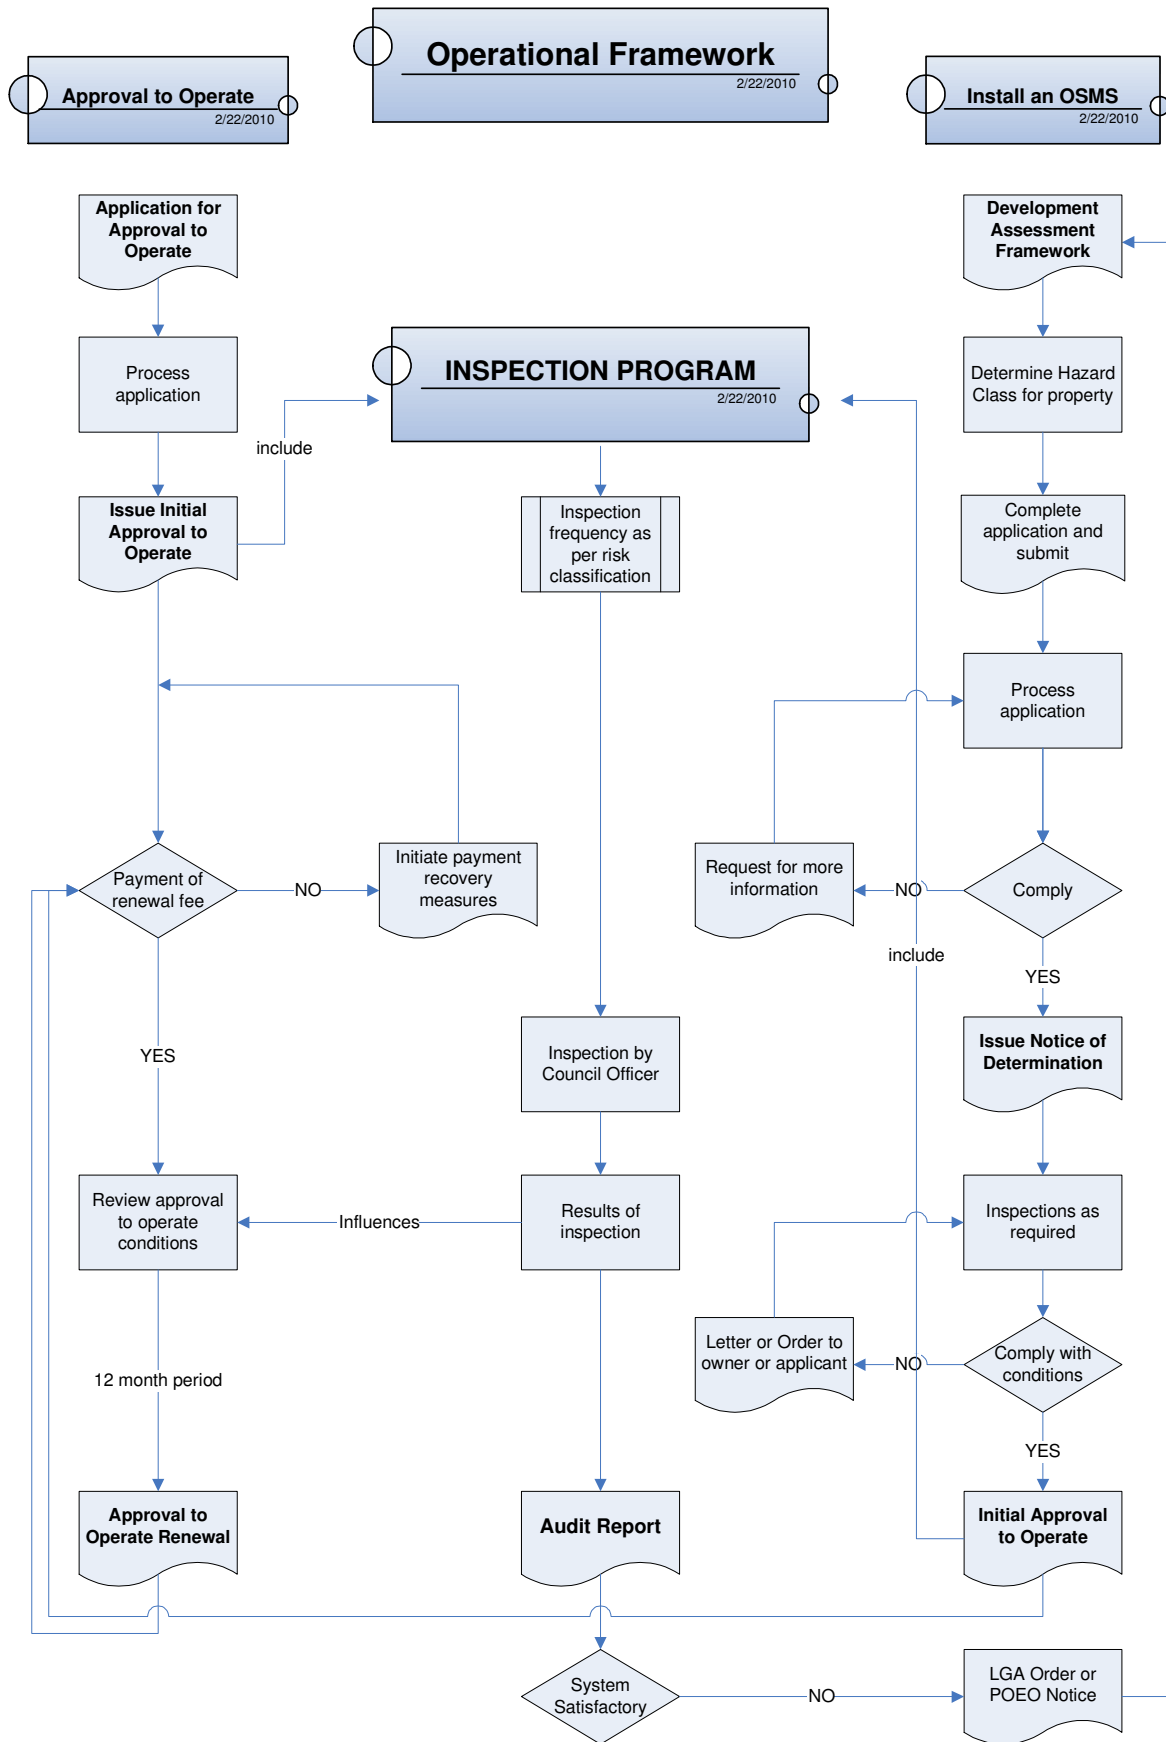 Operational Framework
2/22/2010
Approval to Operate
2/22/2010
Install an OSMS
2/22/2010
Application for
Approval to
Operate
Process
application
Issue Initial
Approval to
Operate
include
INSPECTION PROGRAM
2/22/2010
Inspection
frequency as
per risk
classification
Development
Assessment
Framework
Determine Hazard
Class for property
Complete
application and
submit
Process
application
Payment of
renewal fee
NO
Initiate payment
recovery
measures
Request for more
information
NO
Comply
include
YES
YES
Inspection by
Council Officer
Issue Notice of
Determination
Review approval
to operate
conditions
Influences
Results of
inspection
Inspections as
required
Letter or Order to
owner or applicant
NO
Comply with
conditions
12 month period
YES
Approval to
Operate Renewal
Audit Report
Initial Approval
to Operate
System
Satisfactory
NO
LGA Order or
POEO Notice